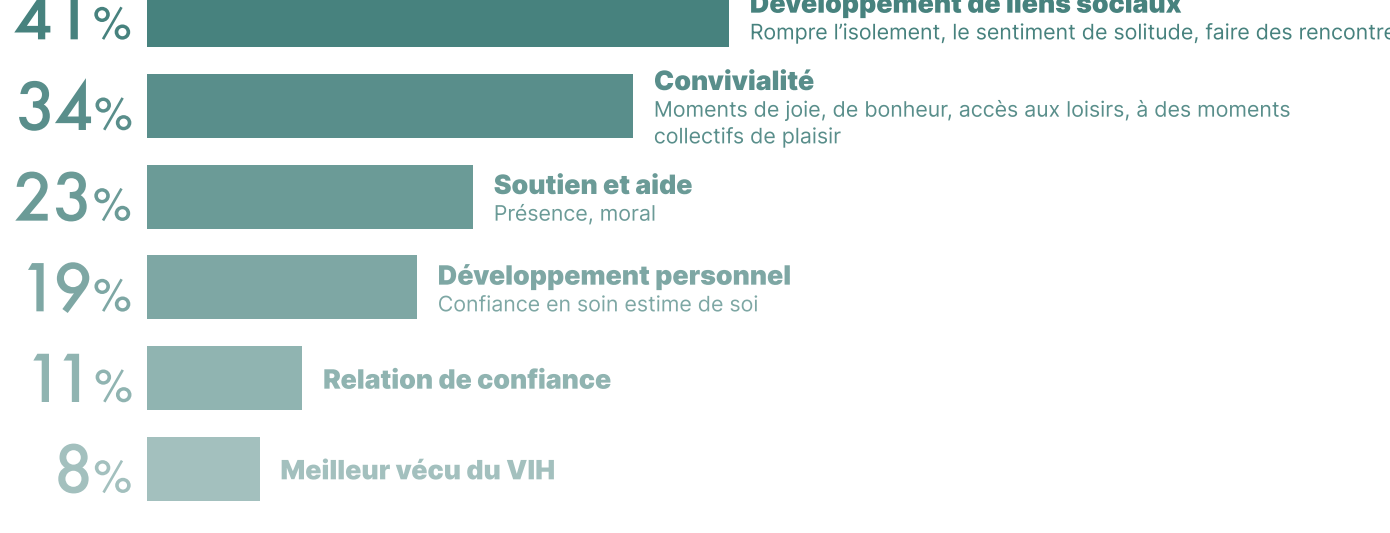 41%
Développement de liens sociaux
Rompre l’isolement, le sentiment de solitude, faire des
34%
Convivialité
Moments de joie, de bonheur, accès aux loisirs, à des moments
collectifs de plaisir
23%
Soutien et aide
Présence, moral
19%
Développement personnel
Confiance en soin estime de soi
11%
Relation de confiance
8%
Meilleur vécu du VIH